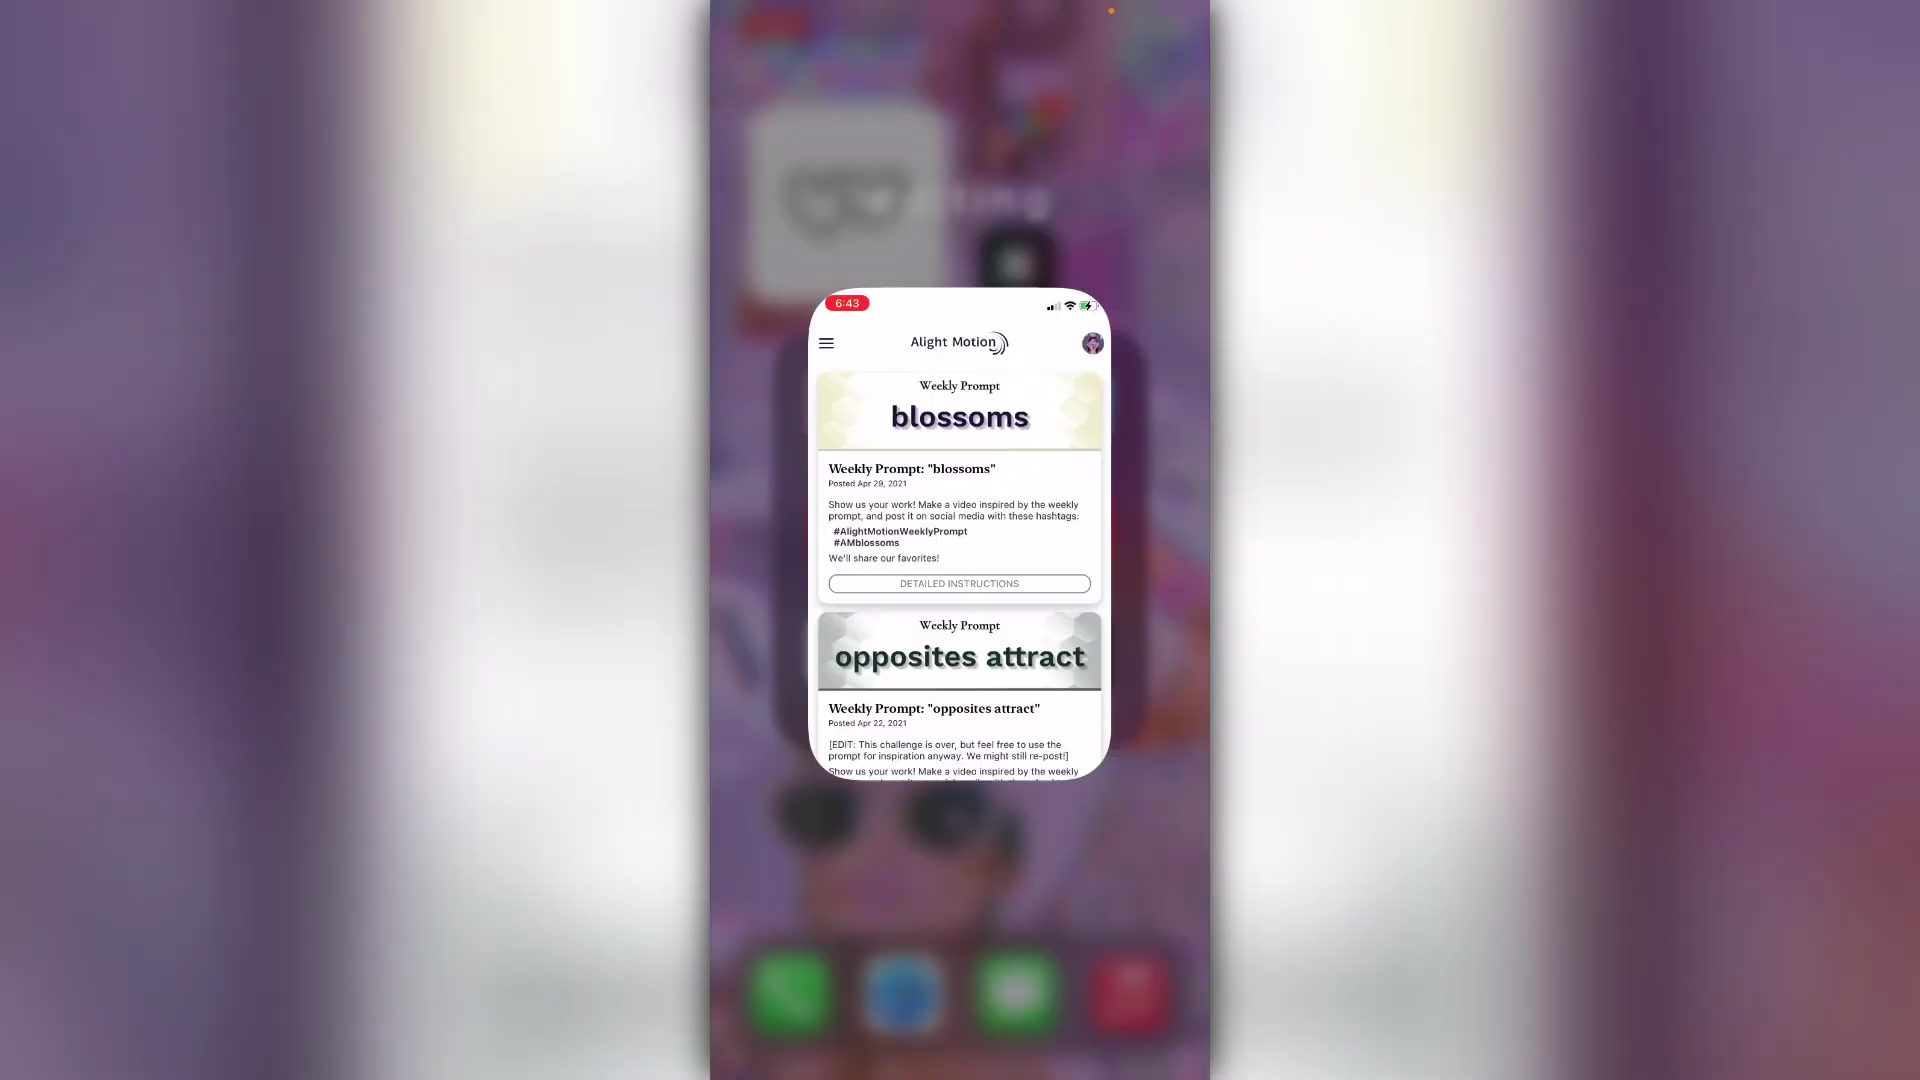 6:43
Alight Motion
Weekly Prompt
blossoms
Weekly Prompt: "blossoms"
Posted Apr 29, 2021
Show us your work! Make a video inspired by the weekly
prompt, and post it on social media with these hashtags:
#AlightMotionWeeklyPrompt
#AMblossoms
We'll share our favorites!
DETAILED INSTRUCTIONS
Weekly Prompt
opposites attract
Weekly Prompt: "opposites attract"
Posted Apr 22, 2021
[EDIT: This challenge is over, but feel free to use the
prompt for inspiration anyway. We might still re-post!]
Show us your work! Make a video inspired by the weekly